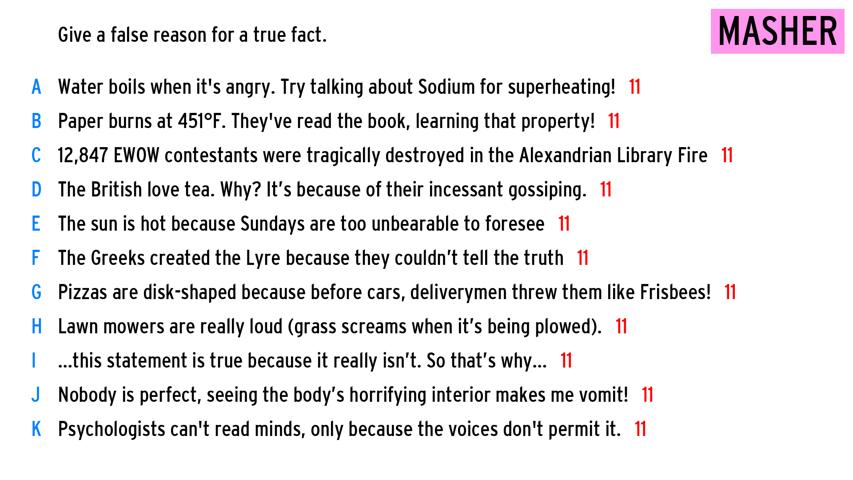 Give a false reason for a true fact.
MASHER
A Water boils when it's angry. Try talking about Sodium for superheating! 11
B Paper burns at 451°F. They've read the book, learning that property! 11
C 12,847 EWOW contestants were tragically destroyed in the Alexandrian Library Fire 11
D The British love tea. Why? It’s because of their incessant gossiping. 11
E The sun is hot because Sundays are too unbearable to foresee 11
F The Greeks created the Lyre because they couldn’t tell the truth 11
G Pizzas are disk-shaped because before cars, deliverymen threw them like Frisbees! 11
H Lawn mowers are really loud (grass screams when it’s being plowed). 11
I ...this statement is true because it really isn’t. So that’s why... 11
J Nobody is perfect, seeing the body’s horrifying interior makes me vomit! 11
K Psychologists can't read minds, only because the voices don't permit it. 11